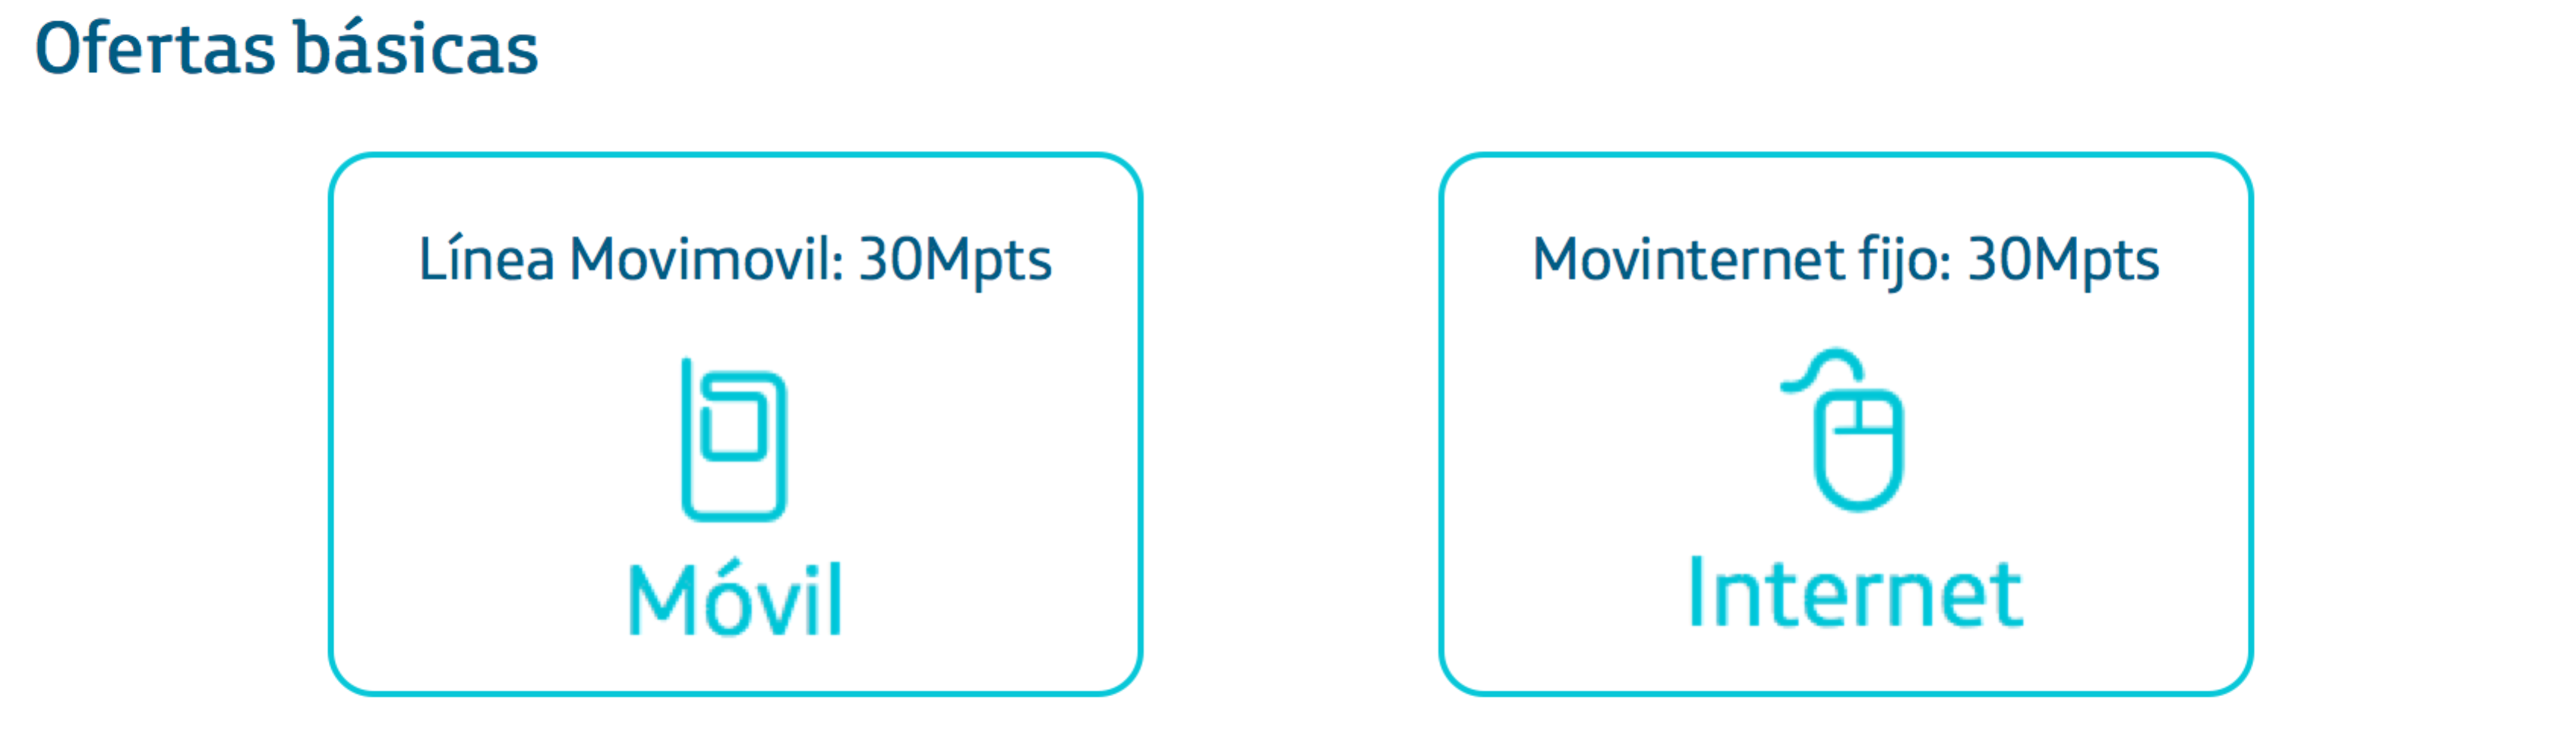 Ofertas básicas
Línea Movimovil: 30Mpts
Móvil
Movinternet fijo: 30Mpts
Internet